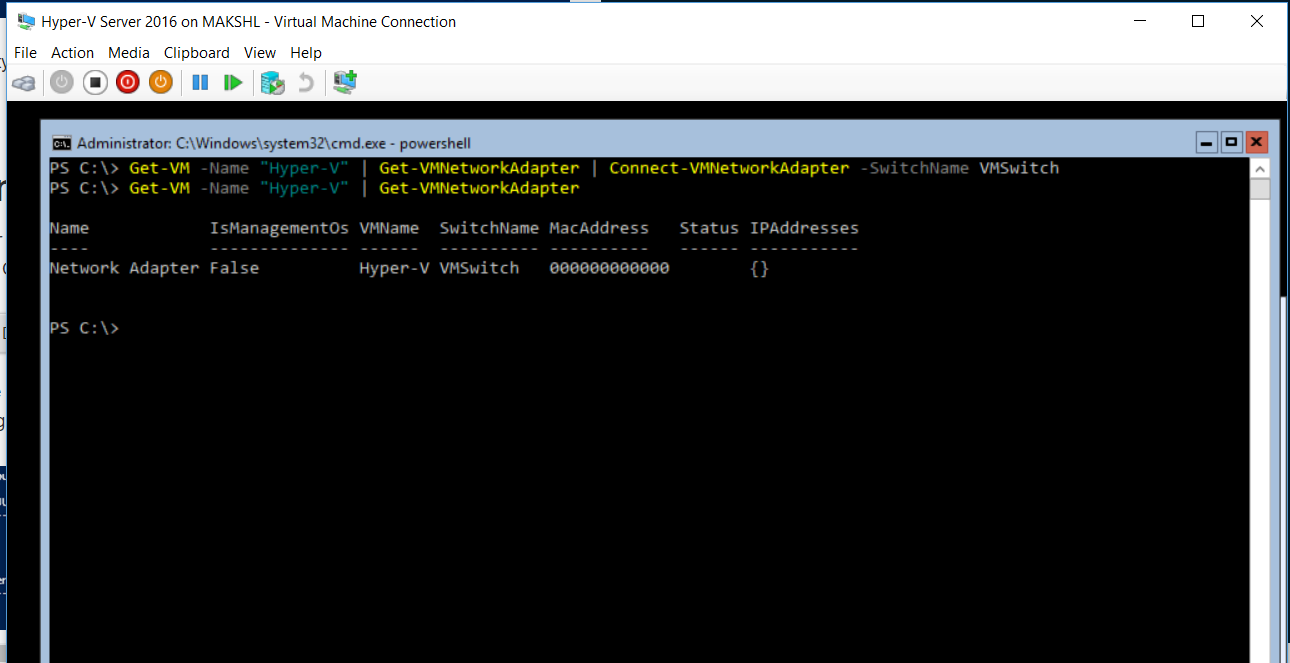 Hyper-V Server 2016 on MAKSHL - Virtual Machine Connection
File Action Media Clipboard View Help
Administrator: C:\Windows\system32\cmd.exe - powershell
PS C:\> Get-VM -Name "Hyper-V" | Get-VMNetworkAdapter | Connect-VMNetworkAdapter -SwitchName VMSwitch
PS C:\> Get-VM -Name "Hyper-V" | Get-VMNetworkAdapter
Name IsManagementOs VMName SwitchName MacAddress Status IPAddresses
---- -------------- ------ ---------- ---------- ------ -----------
Network Adapter False Hyper-V VMSwitch 000000000000 {}
PS C:\>